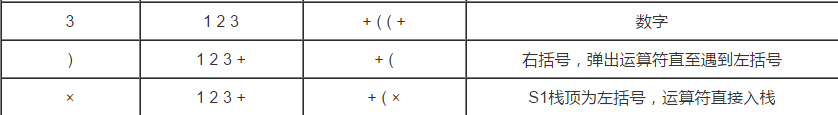 3 1 2 3 + ( ( + 数字
) 1 2 3 + + ( 右括号，弹出运算符直至遇到左括号
× 1 2 3 + + ( × S1栈顶为左括号，运算符直接入栈